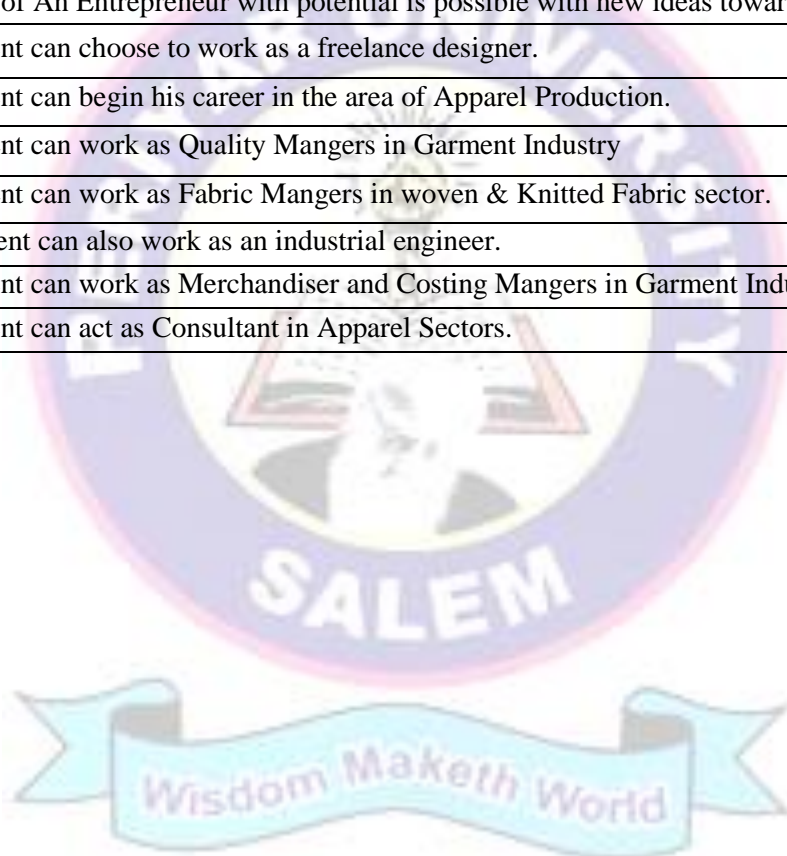 of An Entrepreneur with potential is possible with new ideas towar
nt can choose to work as a freelance designer.
nt can begin his career in the area of Apparel Production.
nt can work as Quality Mangers in Garment Industry
nt can work as Fabric Mangers in woven & Knitted Fabric sector.
ent can also work as an industrial engineer.
nt can work as Merchandiser and Costing Mangers in Garment Indu
nt can act as Consultant in Apparel Sectors.
PERIYAR UNIVERSITY
SALEM
Wisdom Maketh World